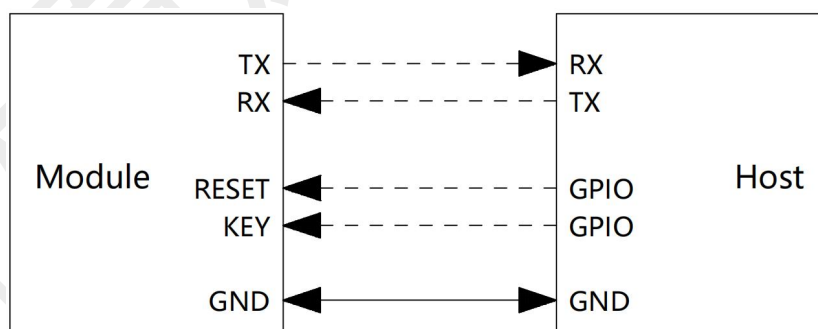 TX RX
RX TX
Module Host
RESET GPIO
KEY GPIO
GND GND